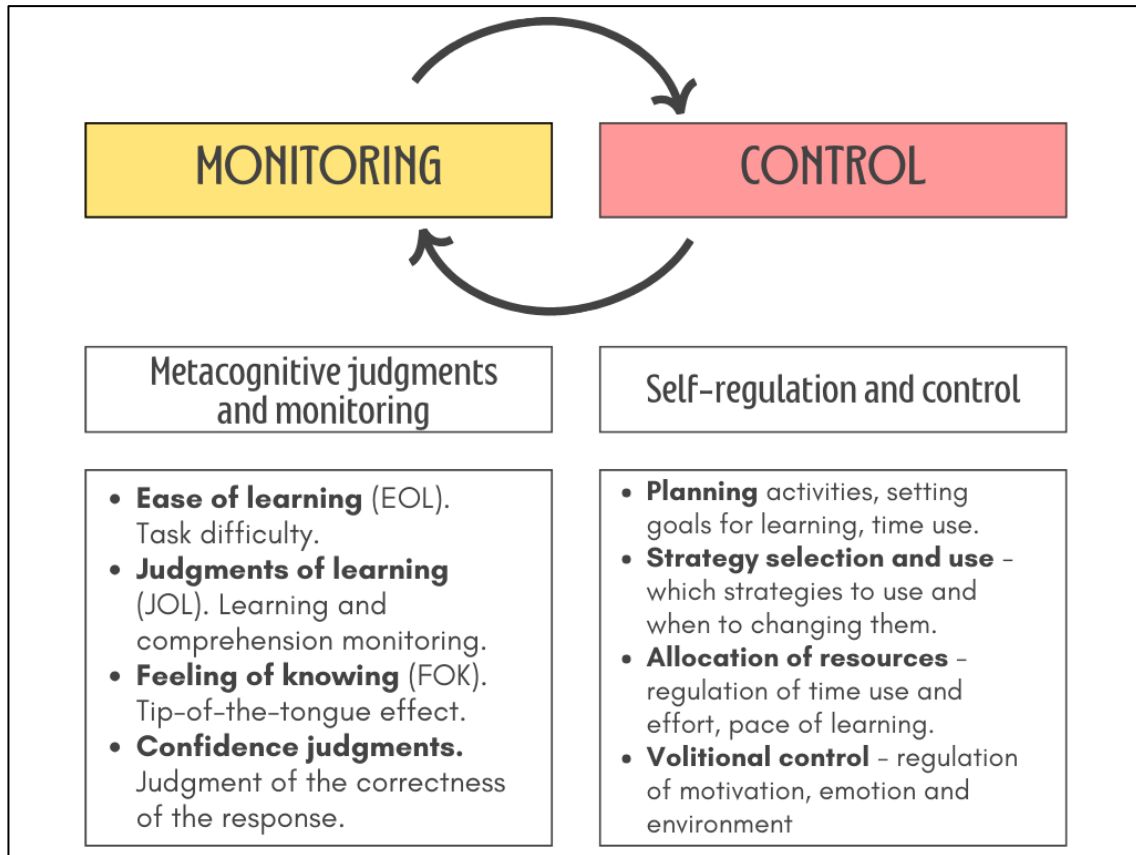 MONITORING
CONTROL
Metacognitive judgments
and monitoring
Self-regulation and control
• Ease of learning (EOL).
Task difficulty.
• Judgments of learning
(JOL). Learning and
comprehension monitoring.
• Feeling of knowing (FOK).
Tip-of-the-tongue effect.
• Confidence judgments.
Judgment of the correctness
of the response.
• Planning activities, setting
goals for learning, time use.
• Strategy selection and use -
which strategies to use and
when to changing them.
• Allocation of resources -
regulation of time use and
effort, pace of learning.
• Volitional control - regulation
of motivation, emotion and
environment